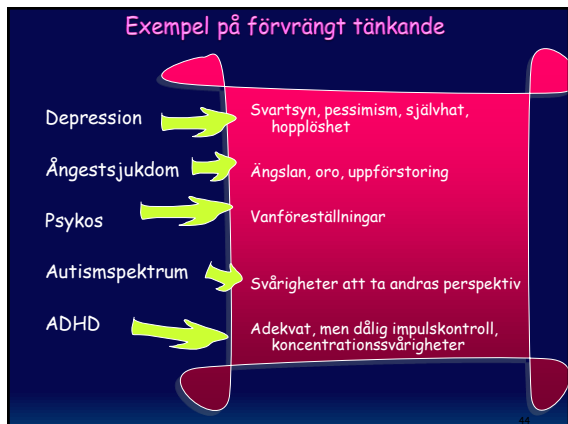 Exempel på förvrängt tänkande
Depression
Svartsyn, pessimism, självhat,
hopplöshet
Ångestsjukdom
Ängslan, oro, uppförstoring
Psykos
Vanföreställningar
Autismspektrum
Svårigheter att ta andras perspektiv
ADHD
Adekvat, men dålig impulskontroll,
koncentrationssvårigheter
44